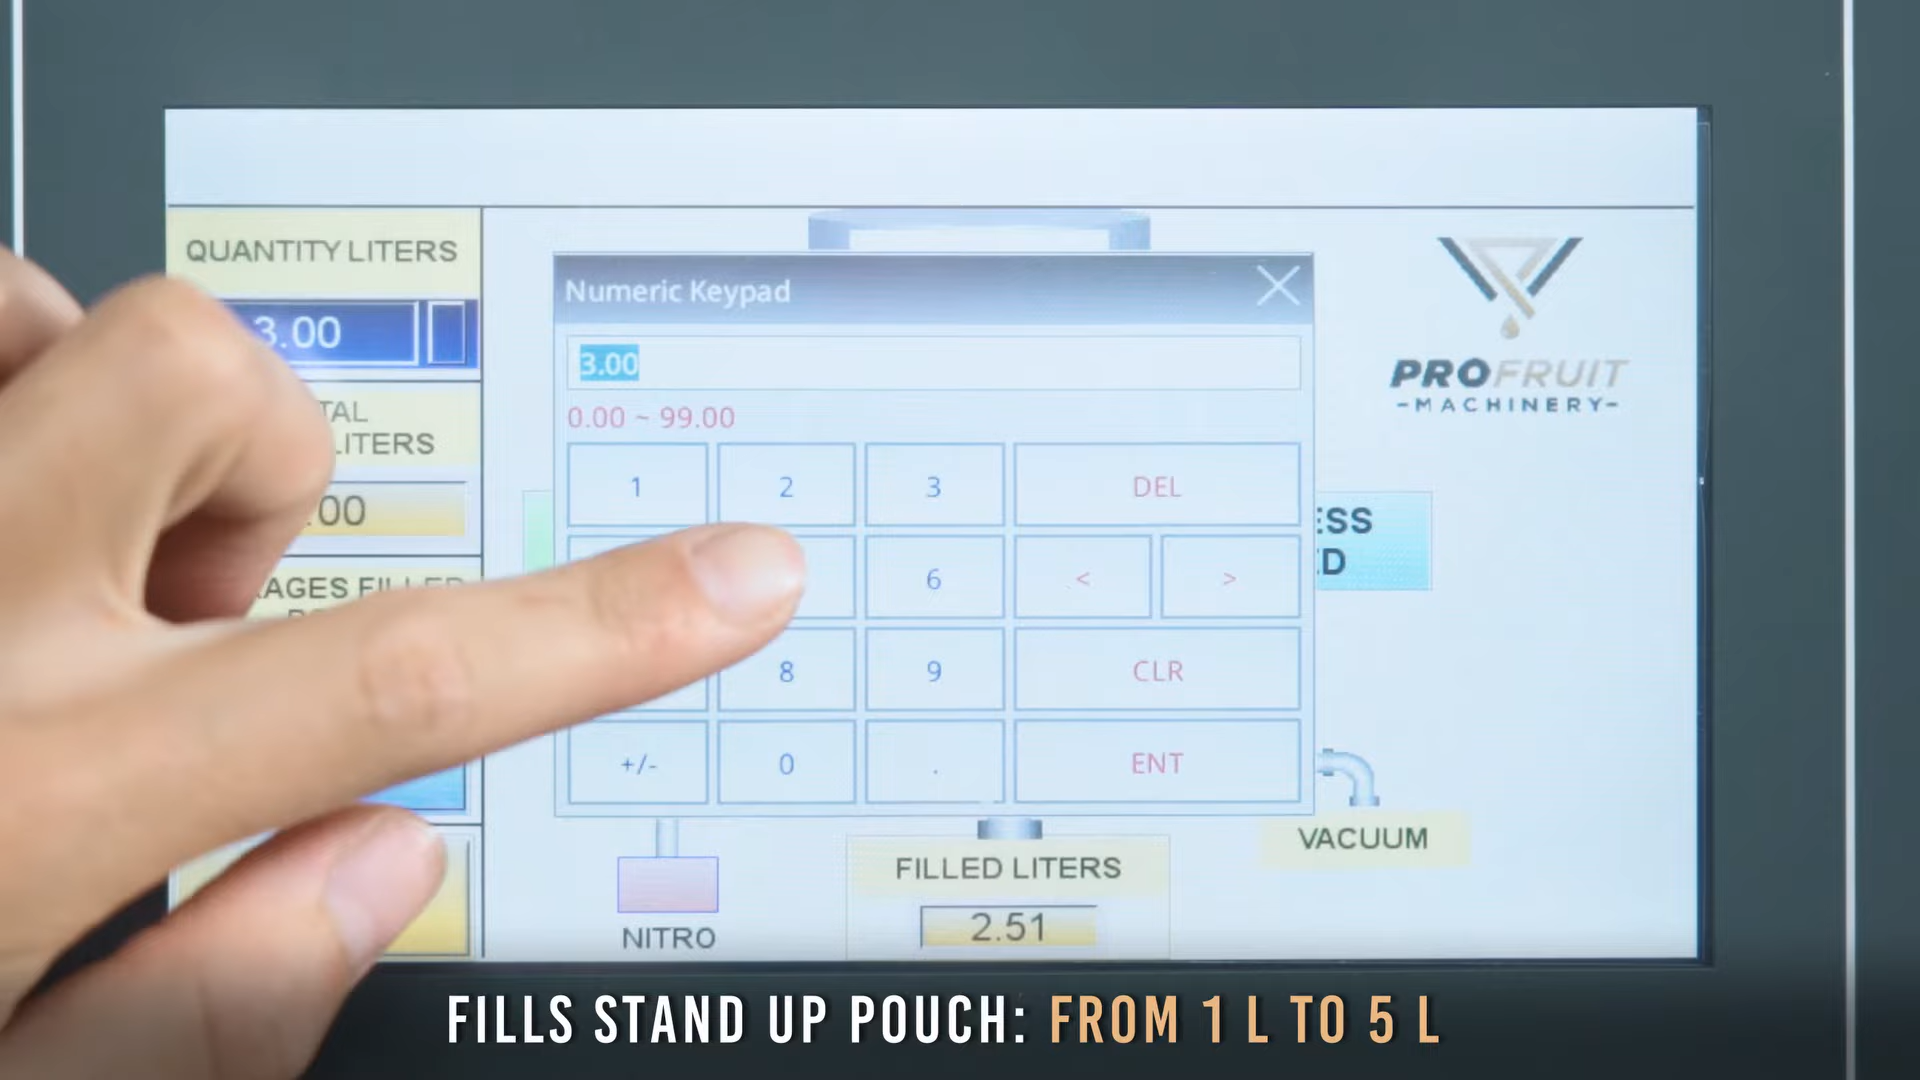 QUANTITY LITERS
3.00
LITERS
Numeric Keypad
3.00
0.00 ~ 99.00
1 2 3 DEL
6 < >
8 9 CLR
+/- 0 . ENT
PROFRUIT
-MACHINERY-
VACUUM
NITRO
FILLED LITERS
2.51
FILLS STAND UP POUCH: FROM 1 L TO 5 L